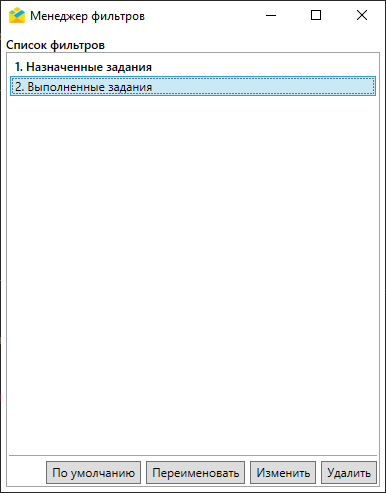 Менеджер фильтров
Список фильтров
1. Назначенные задания
2. Выполненные задания
По умолчанию Переименовать Изменить Удалить